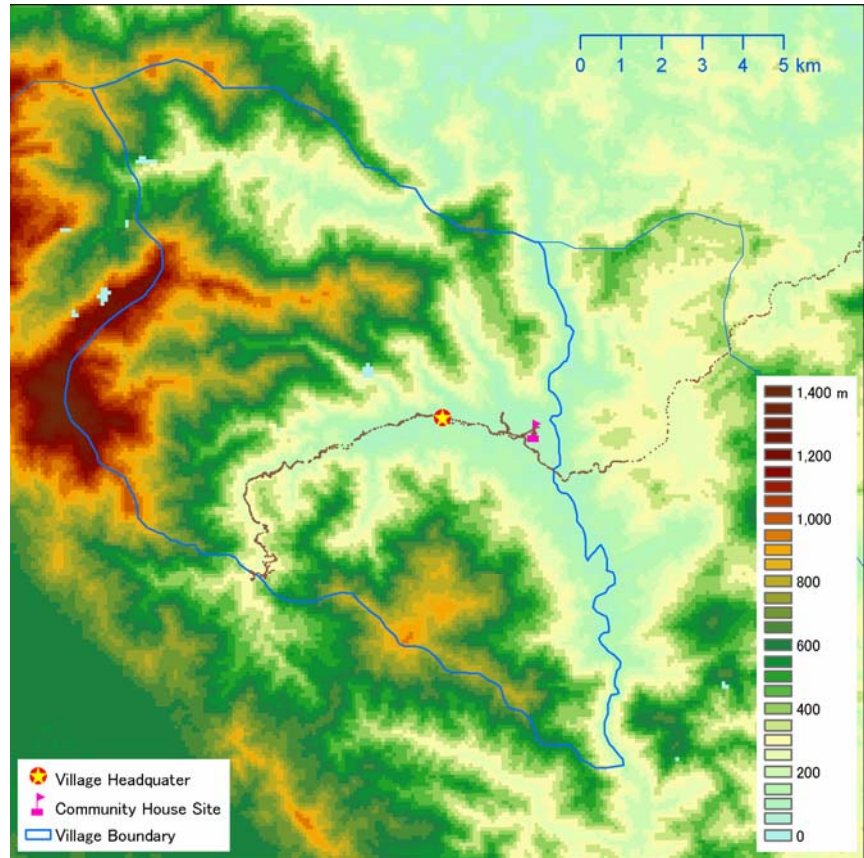 0 1 2 3 4 5 km
1,400 m
1,200
1,000
800
600
400
200
0
Village Headquater
Community House Site
Village Boundary